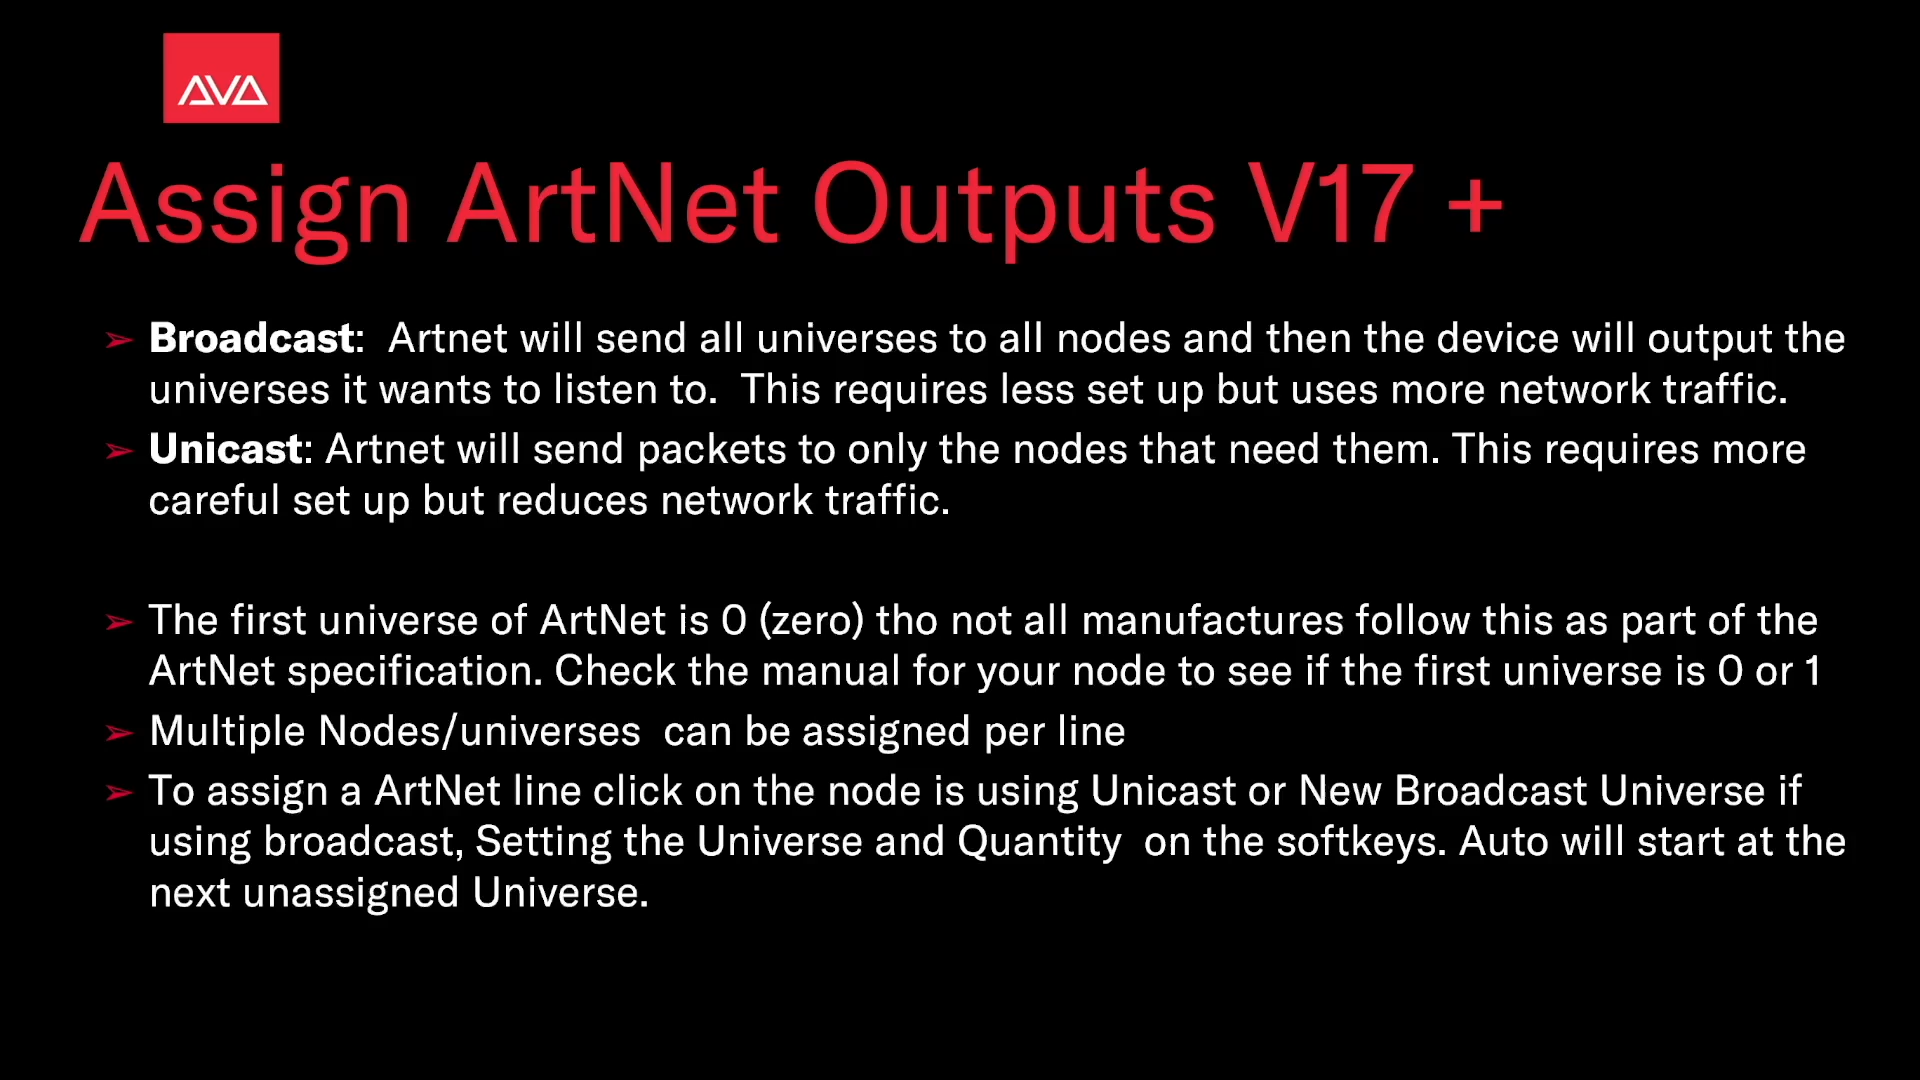 AVA
Assign ArtNet Outputs V17 +
➢ Broadcast:  Artnet will send all universes to all nodes and then the device will output the
universes it wants to listen to.  This requires less set up but uses more network traffic.
➢ Unicast: Artnet will send packets to only the nodes that need them. This requires more
careful set up but reduces network traffic.
➢ The first universe of ArtNet is 0 (zero) tho not all manufactures follow this as part of the
ArtNet specification. Check the manual for your node to see if the first universe is 0 or 1
➢ Multiple Nodes/universes  can be assigned per line
➢ To assign a ArtNet line click on the node is using Unicast or New Broadcast Universe if
using broadcast, Setting the Universe and Quantity  on the softkeys. Auto will start at the
next unassigned Universe.